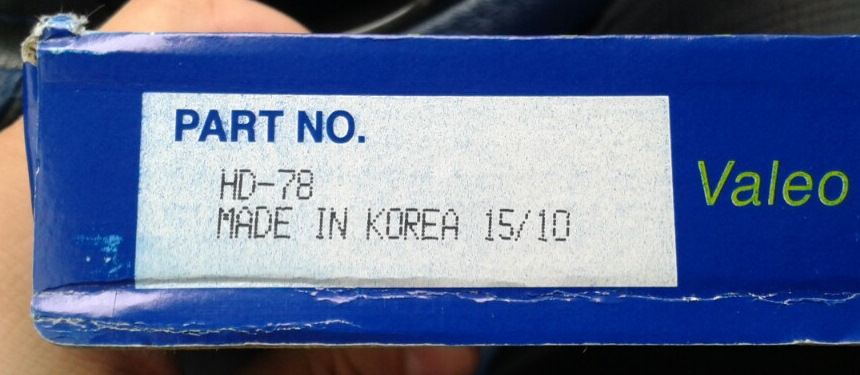 PART NO.
HD-78
MADE IN KOREA 15/10
Valeo